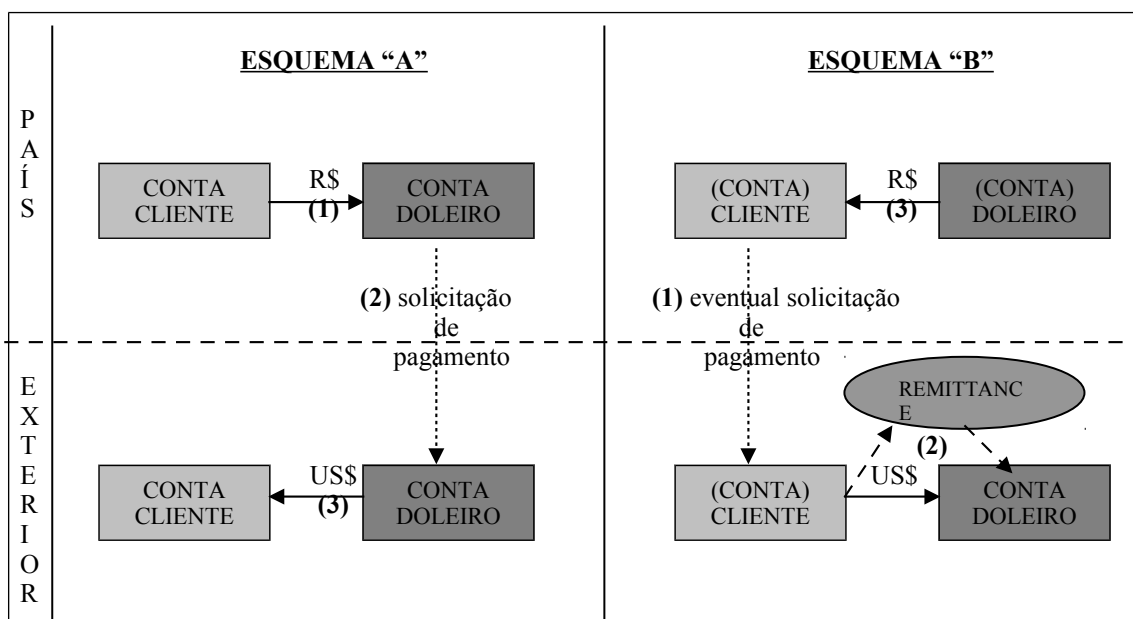 ESQUEMA “A”
ESQUEMA “B”
P
A
Í
S
CONTA
CLIENTE
R$
(1)
CONTA
DOLEIRO
(CONTA)
CLIENTE
R$
(3)
(CONTA)
DOLEIRO
(2) solicitação
de
pagamento
(1) eventual solicitação
de
pagamento
E
X
T
E
R
I
O
R
REMITTANC
E
CONTA
CLIENTE
US$
(3)
CONTA
DOLEIRO
(CONTA)
CLIENTE
(2)
US$
CONTA
DOLEIRO